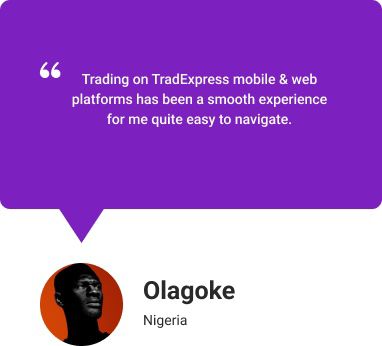 “
Trading on TradExpress mobile & web
platforms has been a smooth experience
for me quite easy to navigate.
Olagoke
Nigeria